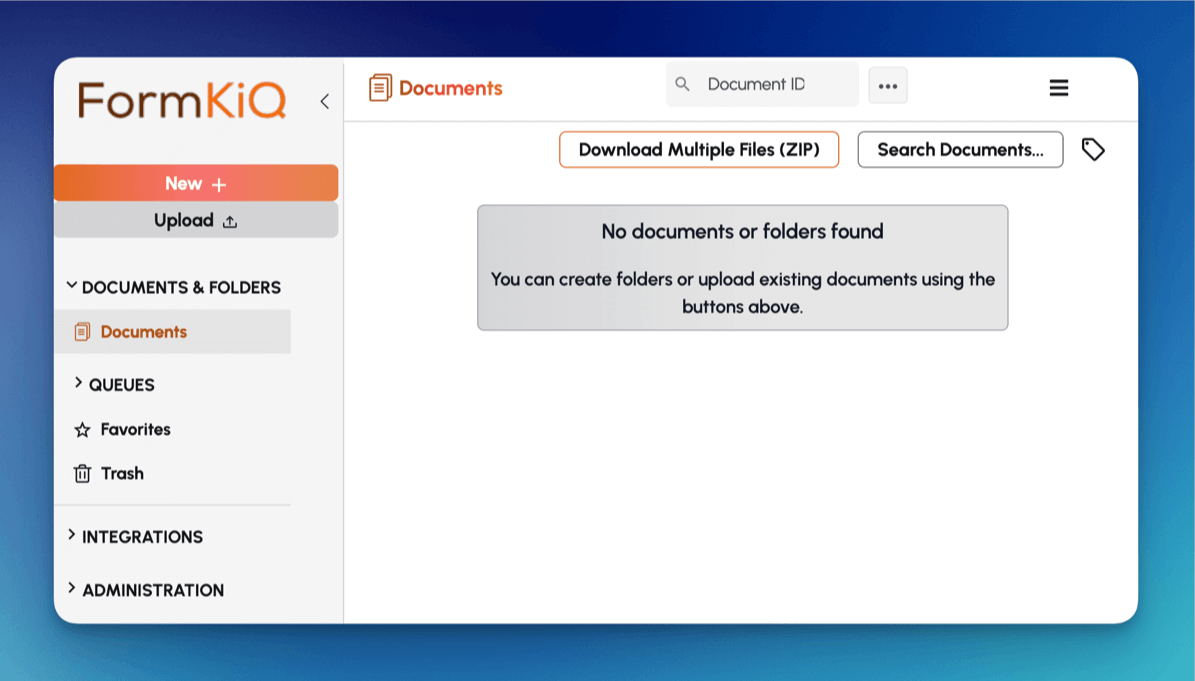 FormKiQ
New
Upload
DOCUMENTS & FOLDERS
Documents
QUEUES
Favorites
Trash
INTEGRATIONS
ADMINISTRATION
Documents
Document ID
Download Multiple Files (ZIP)
Search Documents...
No documents or folders found
You can create folders or upload existing documents using the
buttons above.